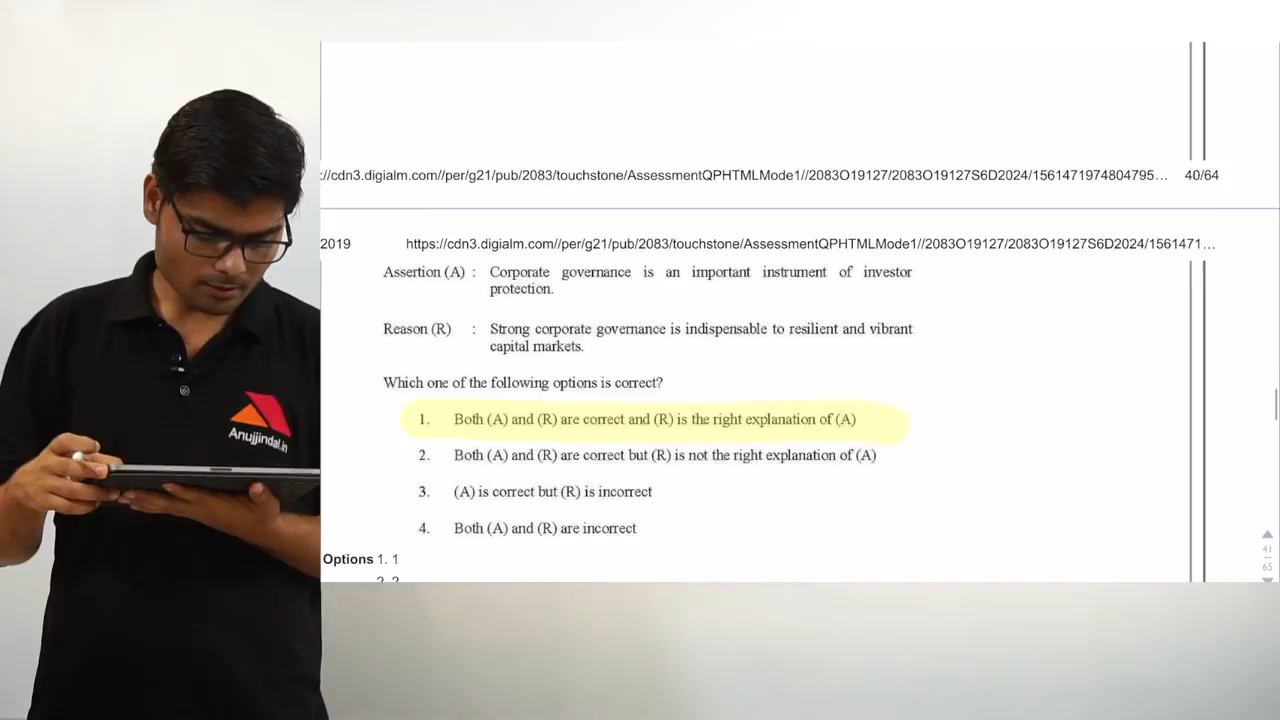 ://cdn3.digialm.com//per/g21/pub/2083/touchstone/AssessmentQPHTMLMode1//2083O19127/2083O19127S6D2024/1561471974804795… 40/64
2019 https://cdn3.digialm.com//per/g21/pub/2083/touchstone/AssessmentQPHTMLMode1//2083O19127/2083O19127S6D2024/1561471…
Assertion (A) : Corporate governance is an important instrument of investor
protection.
Reason (R) : Strong corporate governance is indispensable to resilient and vibrant
capital markets.
Which one of the following options is correct?
1. Both (A) and (R) are correct and (R) is the right explanation of (A)
2. Both (A) and (R) are correct but (R) is not the right explanation of (A)
3. (A) is correct but (R) is incorrect
4. Both (A) and (R) are incorrect
Options 1. 1
2. 2
41
65
Anujjindal.in